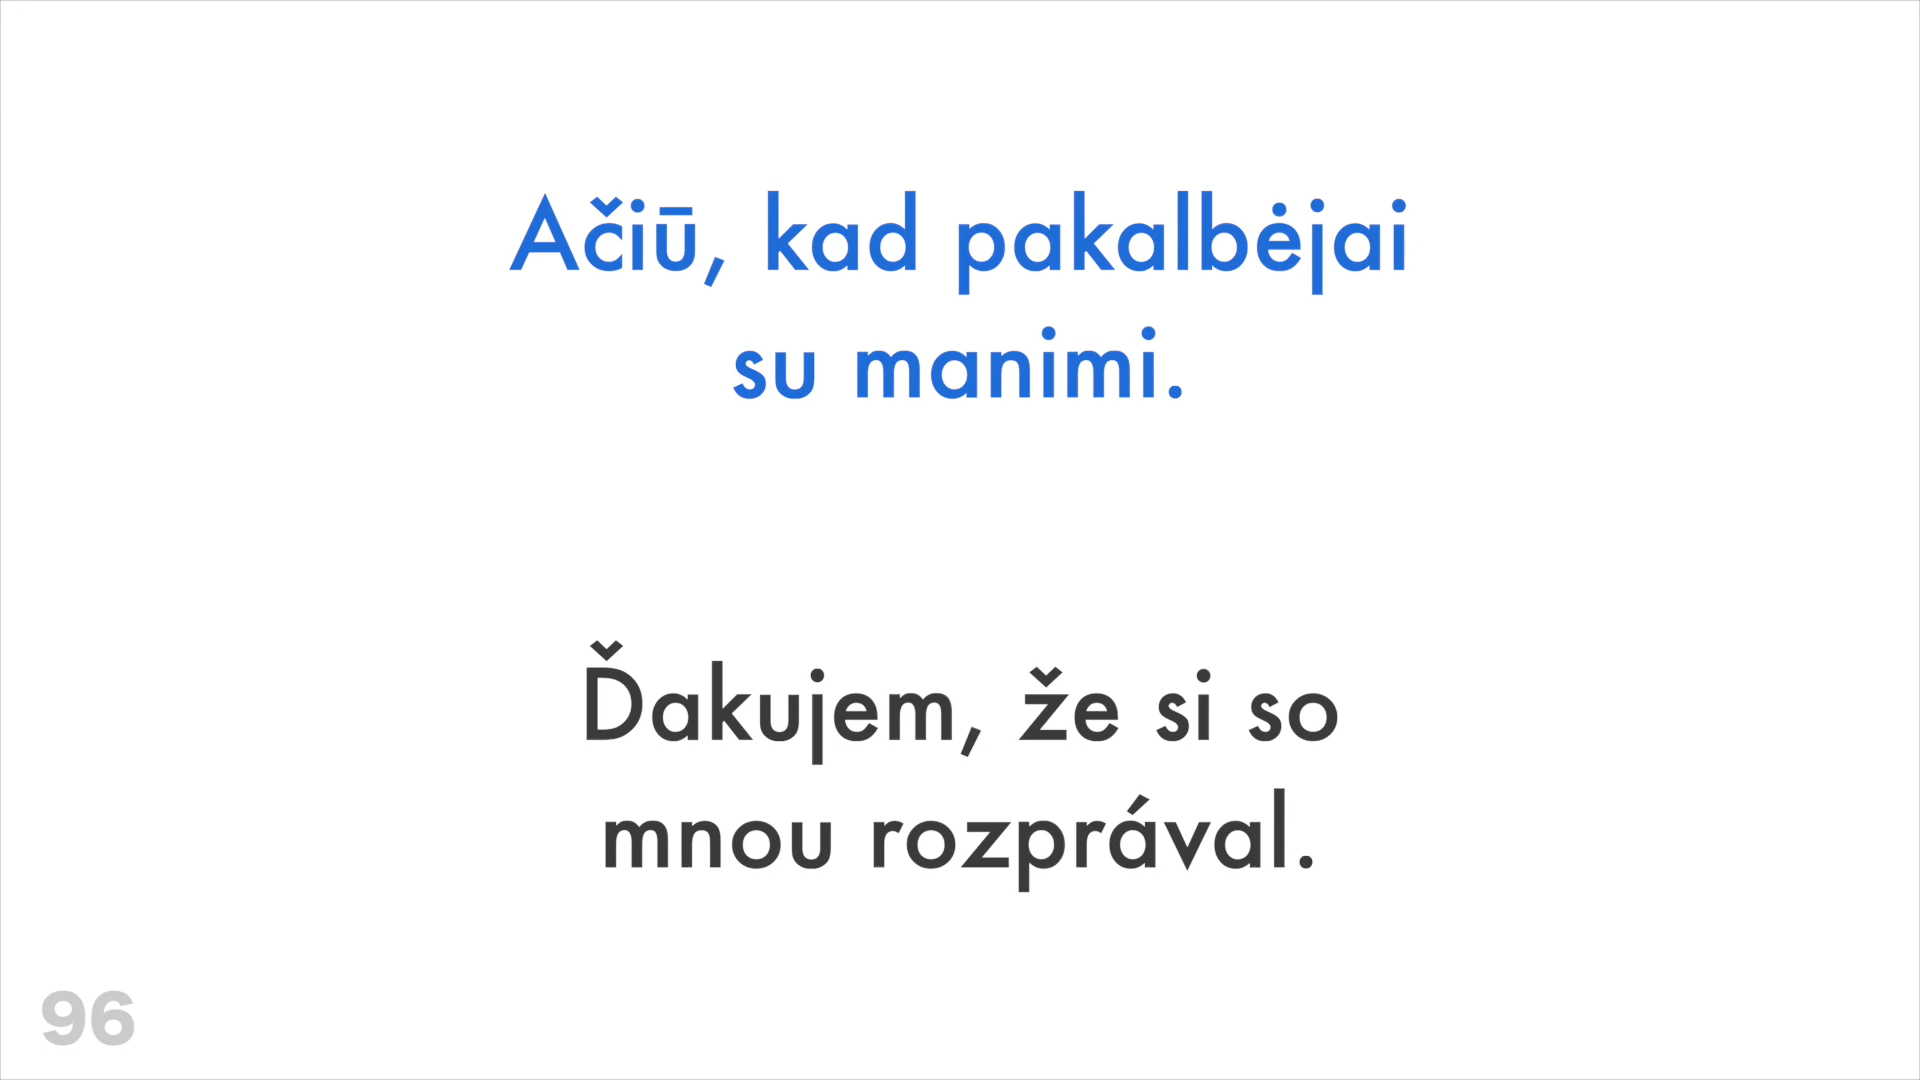 Ačiū, kad pakalbėjai
su manimi.
Ďakujem, že si so
mnou rozprával.
96